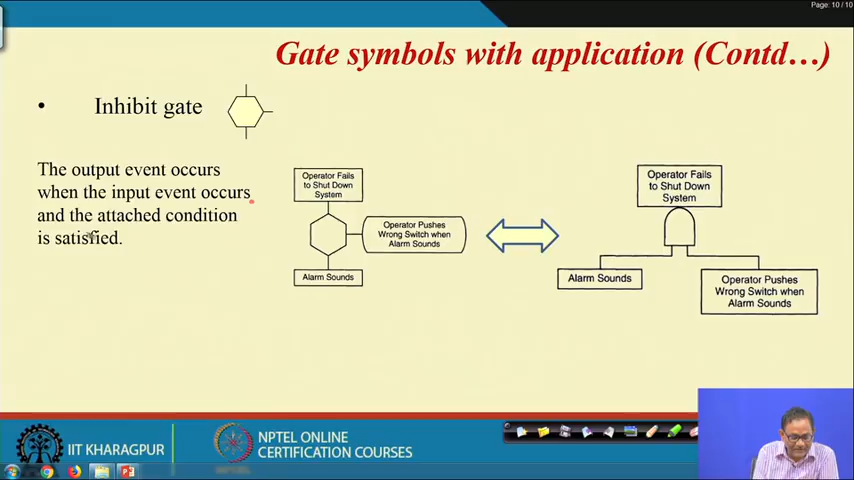 Page: 10 / 10
Gate symbols with application (Contd…)
• Inhibit gate
The output event occurs
when the input event occurs
and the attached condition
is satisfied.
Operator Fails
to Shut Down
System
Operator Pushes
Wrong Switch when
Alarm Sounds
Alarm Sounds
Operator Fails
to Shut Down
System
Alarm Sounds
Operator Pushes
Wrong Switch when
Alarm Sounds
IIT KHARAGPUR
NPTEL ONLINE
CERTIFICATION COURSES